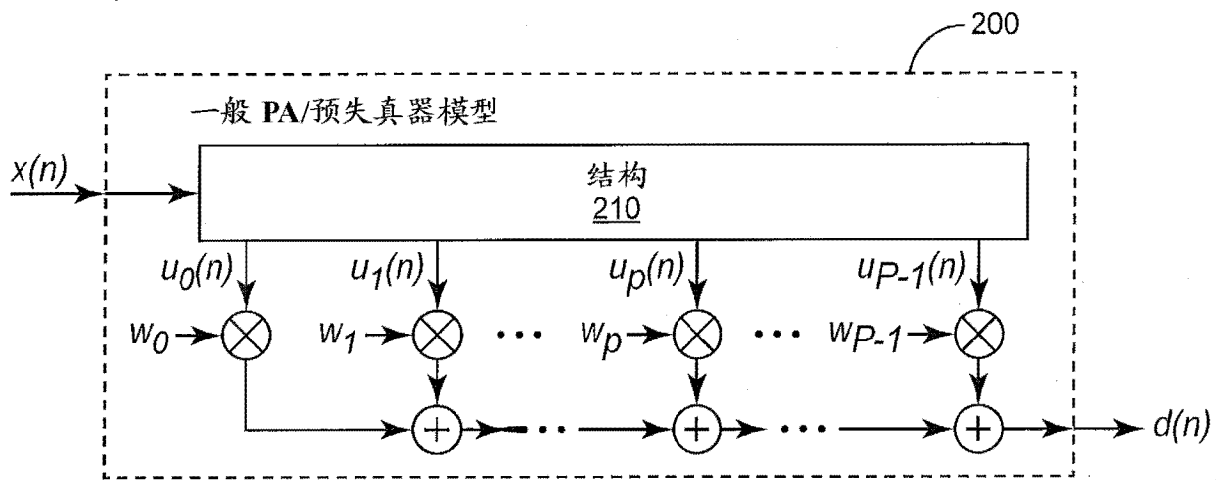 200
一般 PA/预失真器模型
x(n)
结构
210
u0(n) u1(n) up(n) uP-1(n)
w0 w1 ••• wp ••• wP-1
+ ••• + ••• + d(n)